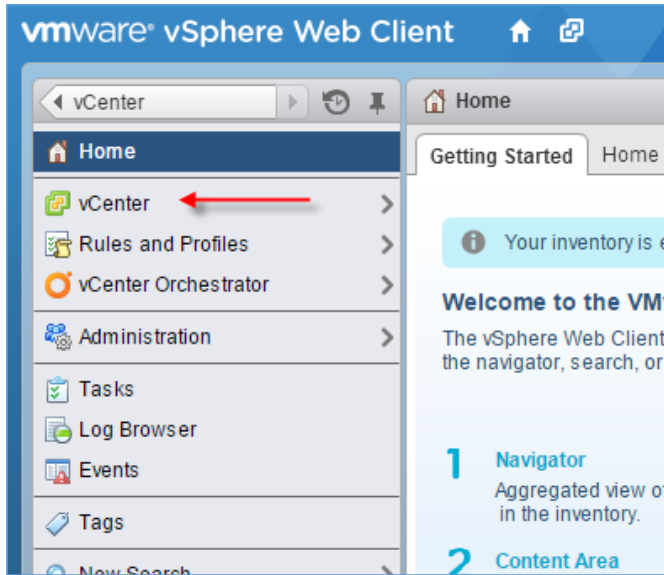 vmware® vSphere Web Client
vCenter
Home
vCenter
Rules and Profiles
vCenter Orchestrator
Administration
Tasks
Log Browser
Events
Tags
New Search
Home
Getting Started Home
Your inventory is
Welcome to the
The vSphere Web Client
the navigator, search, or
1 Navigator
Aggregated view
in the inventory.
2 Content Area